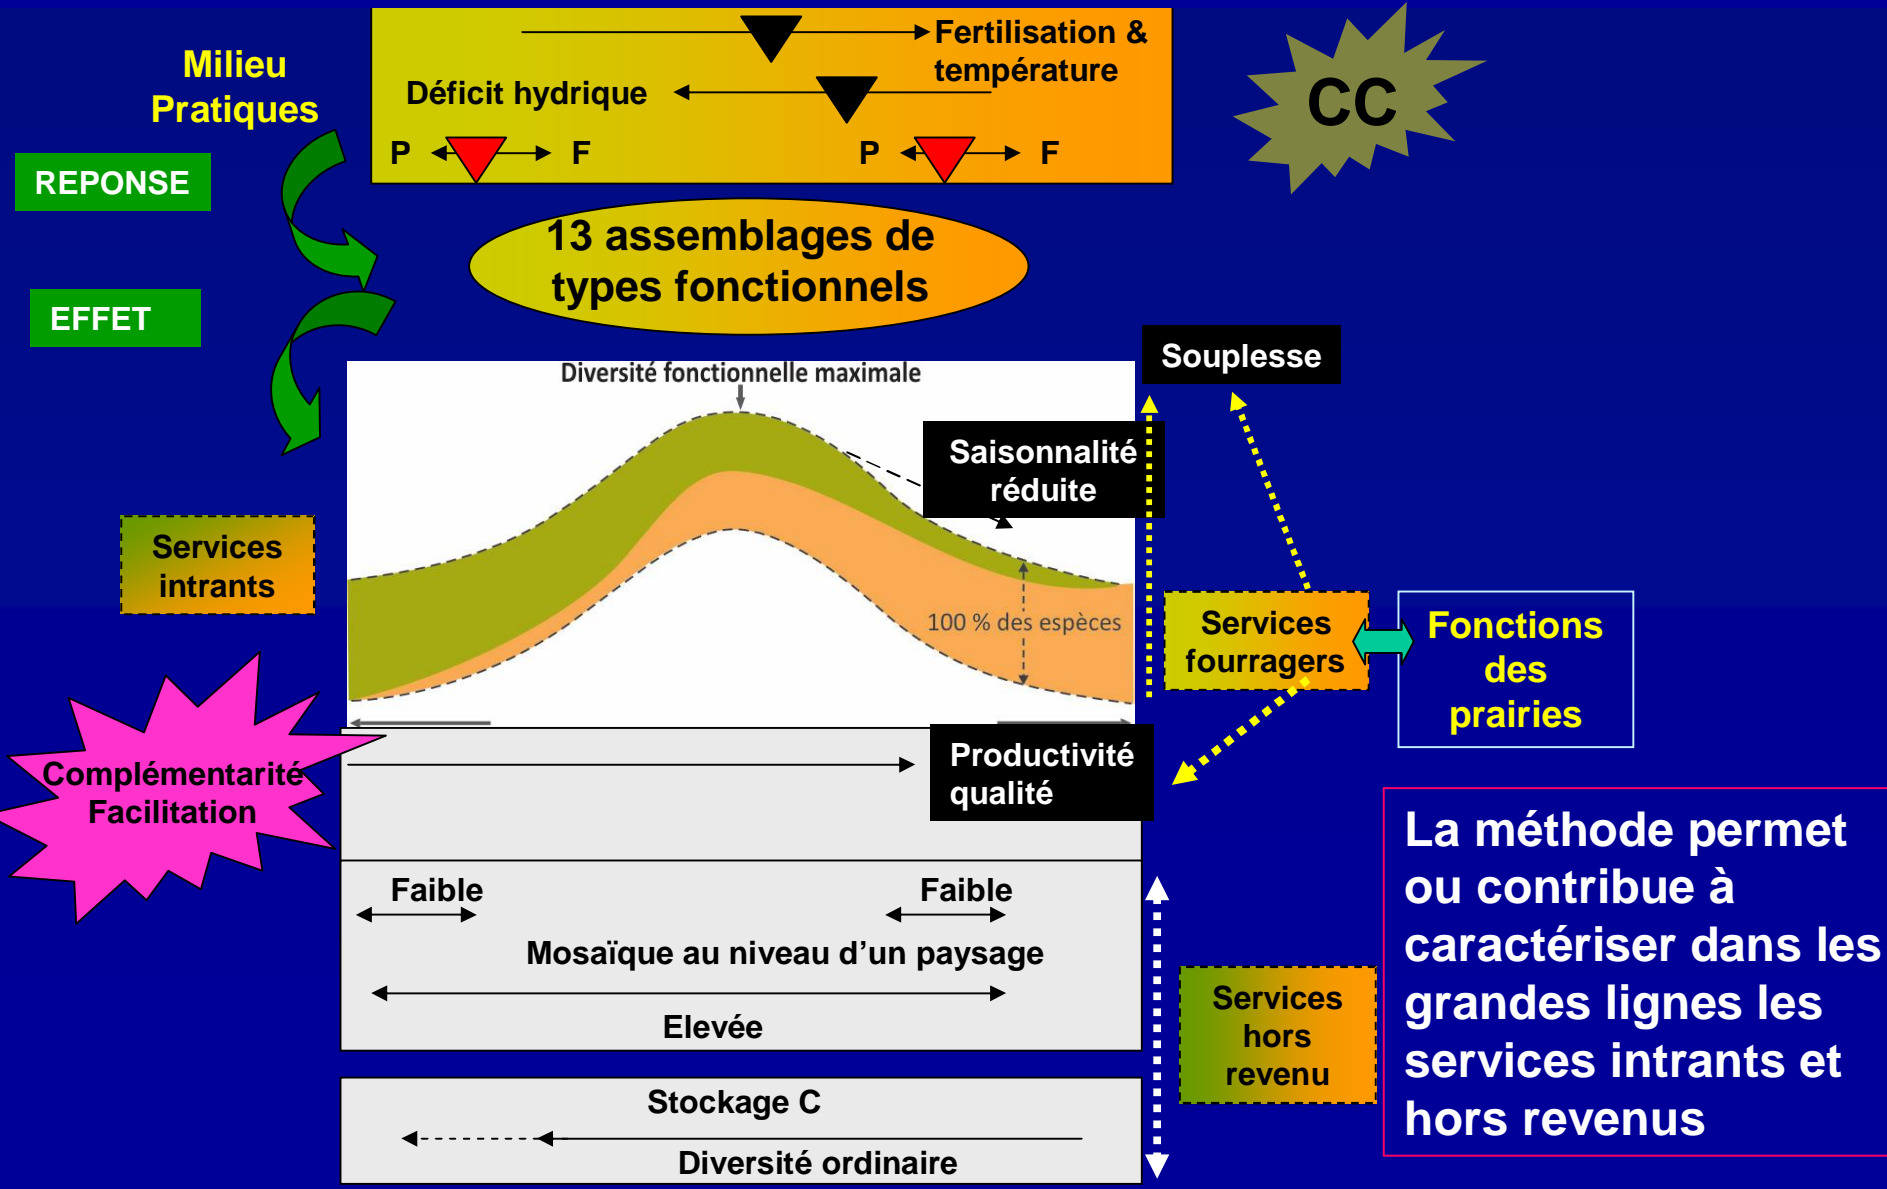 Milieu
Pratiques
Fertilisation &
température
Déficit hydrique
P F P F
CC
REPONSE
13 assemblages de
types fonctionnels
EFFET
Souplesse
Diversité fonctionnelle maximale
Saisonnalité
réduite
Services
intrants
100 % des espèces
Services
fourragers
Fonctions
des
prairies
Complémentarité
Facilitation
Productivité
qualité
Faible Faible
Mosaïque au niveau d’un paysage
Elevée
Services
hors
revenu
Stockage C
Diversité ordinaire
La méthode permet
ou contribue à
caractériser dans les
grandes lignes les
services intrants et
hors revenus